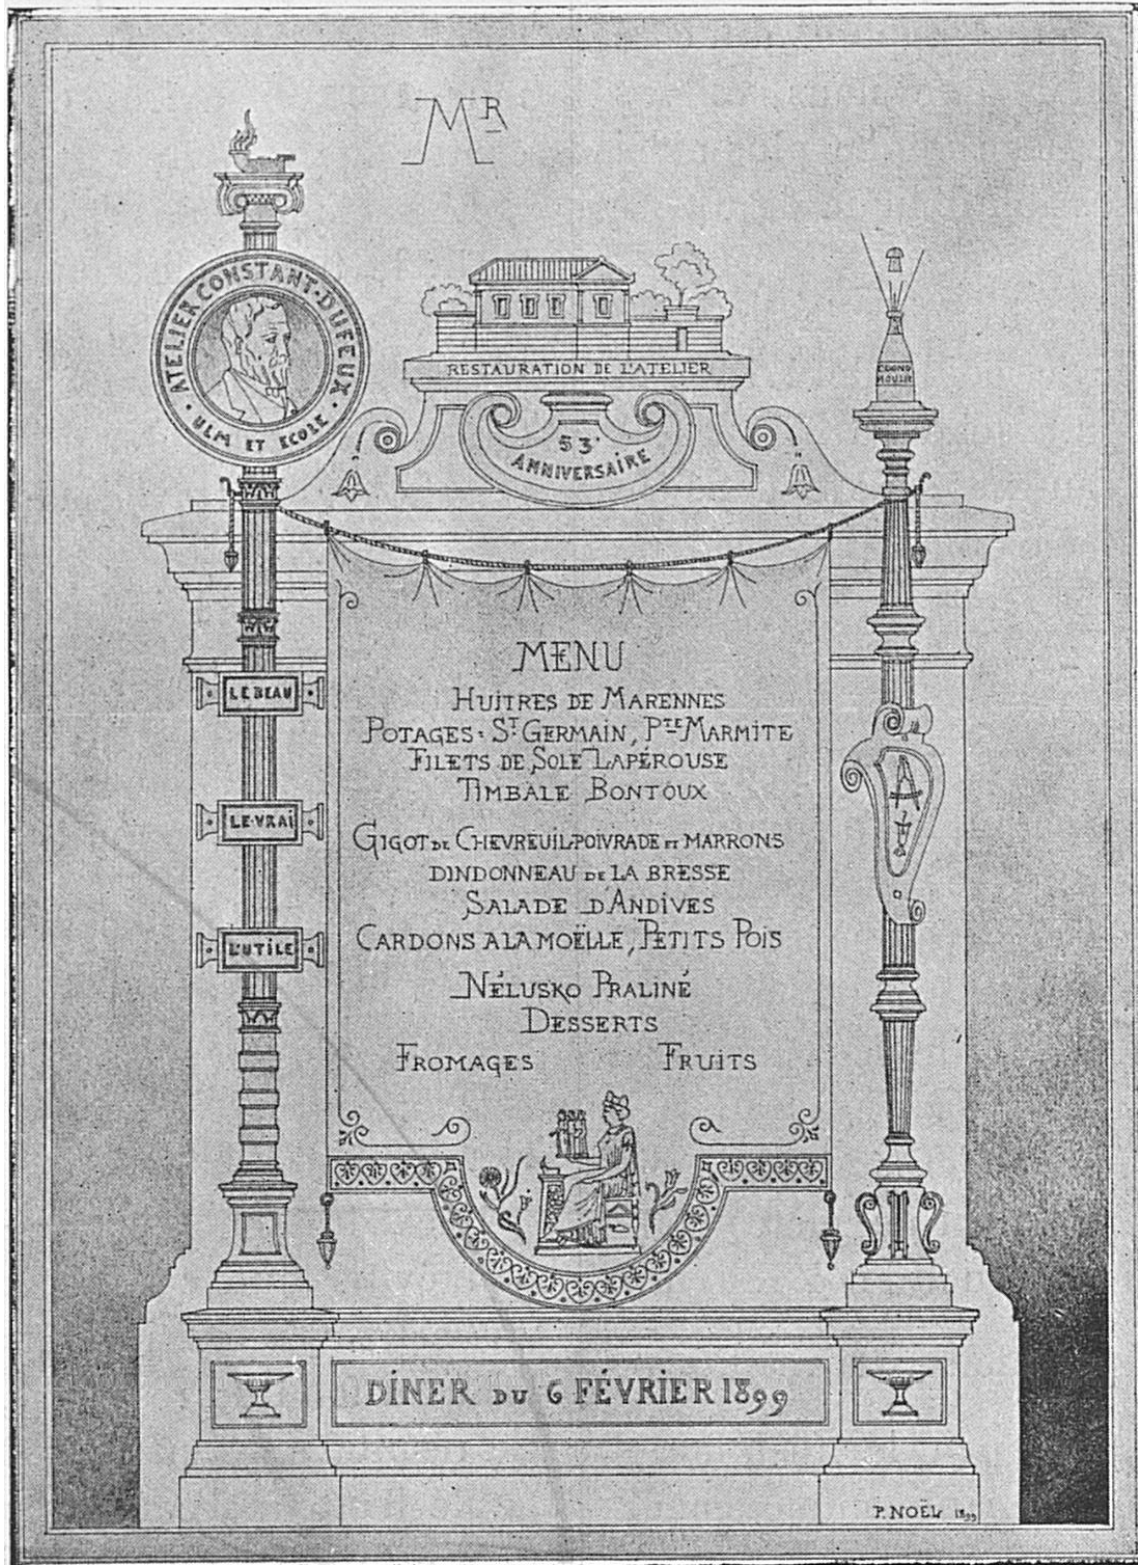 MR
ATELIER CONSTANT·DUFEUX
· ULM ET ECOLE ·
RESTAURATION DE L'ATELIER
53e
ANNIVERSAIRE
MOUSSE
LE BEAU
LE·VRAI
L'UTILE
A
MENU
HUITRES DE MARENNES
POTAGES: ST GERMAIN, PTE MARMITE
FILETS DE SOLE LAPÉROUSE
TIMBALE BONTOUX
GIGOT DE CHEVREUIL POIVRADE ET MARRONS
DINDONNEAU DE LA BRESSE
SALADE D'ANDIVES
CARDONS A LA MOËLLE, PETITS POIS
NÉLUSKO PRALINÉ
DESSERTS
FROMAGES FRUITS
DÍNER DU 6 FÉVRIER 1899
P. NOËL 1899